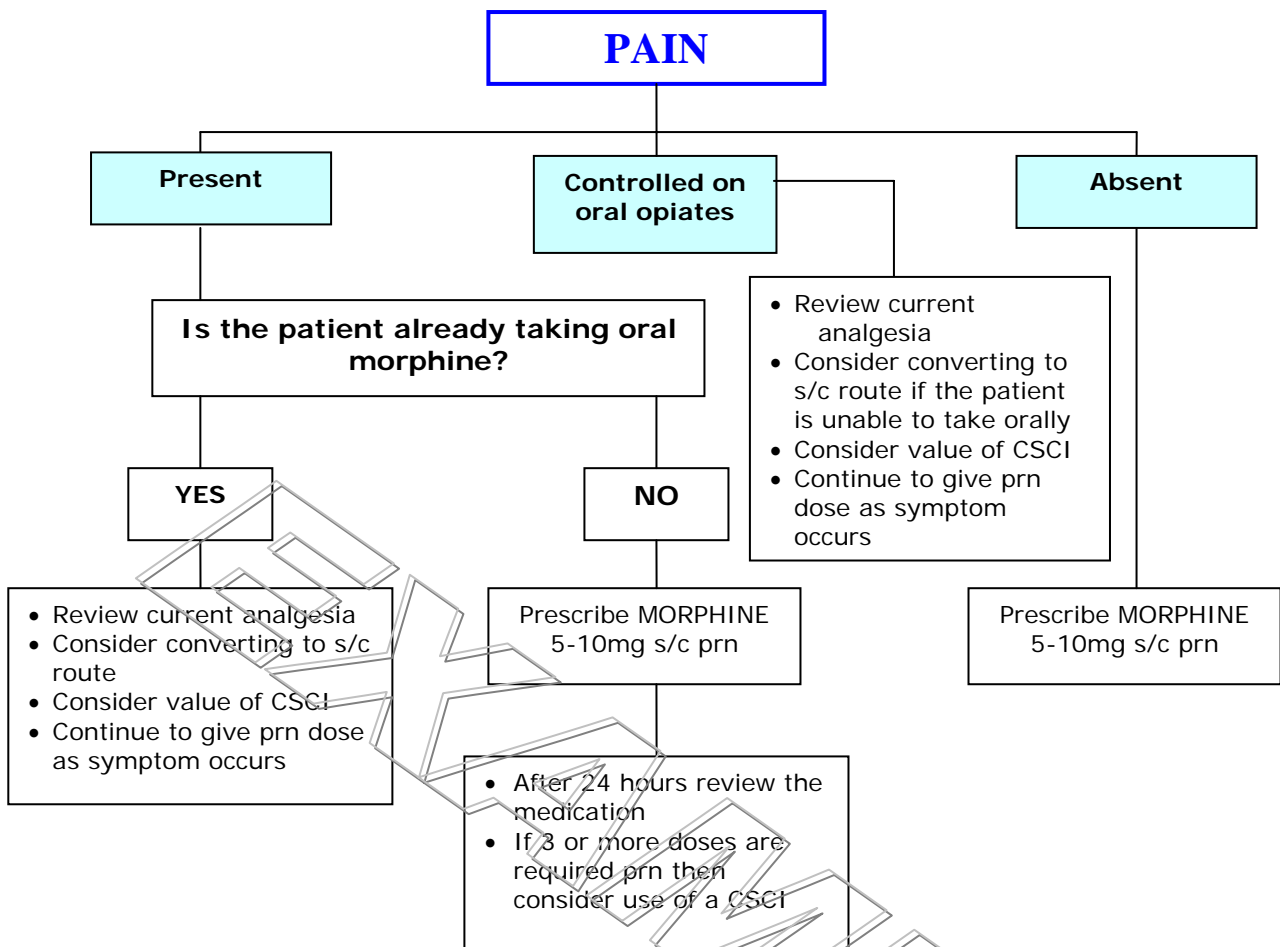 PAIN
Present
Controlled on
oral opiates
Absent
Is the patient already taking oral
morphine?
• Review current
analgesia
• Consider converting to
s/c route if the patient
is unable to take orally
• Consider value of CSCI
• Continue to give prn
dose as symptom
occurs
YES
NO
• Review current analgesia
• Consider converting to s/c
route
• Consider value of CSCI
• Continue to give prn dose
as symptom occurs
Prescribe MORPHINE
5-10mg s/c prn
Prescribe MORPHINE
5-10mg s/c prn
• After 24 hours review the
medication
• If 3 or more doses are
required prn then
consider use of a CSCI